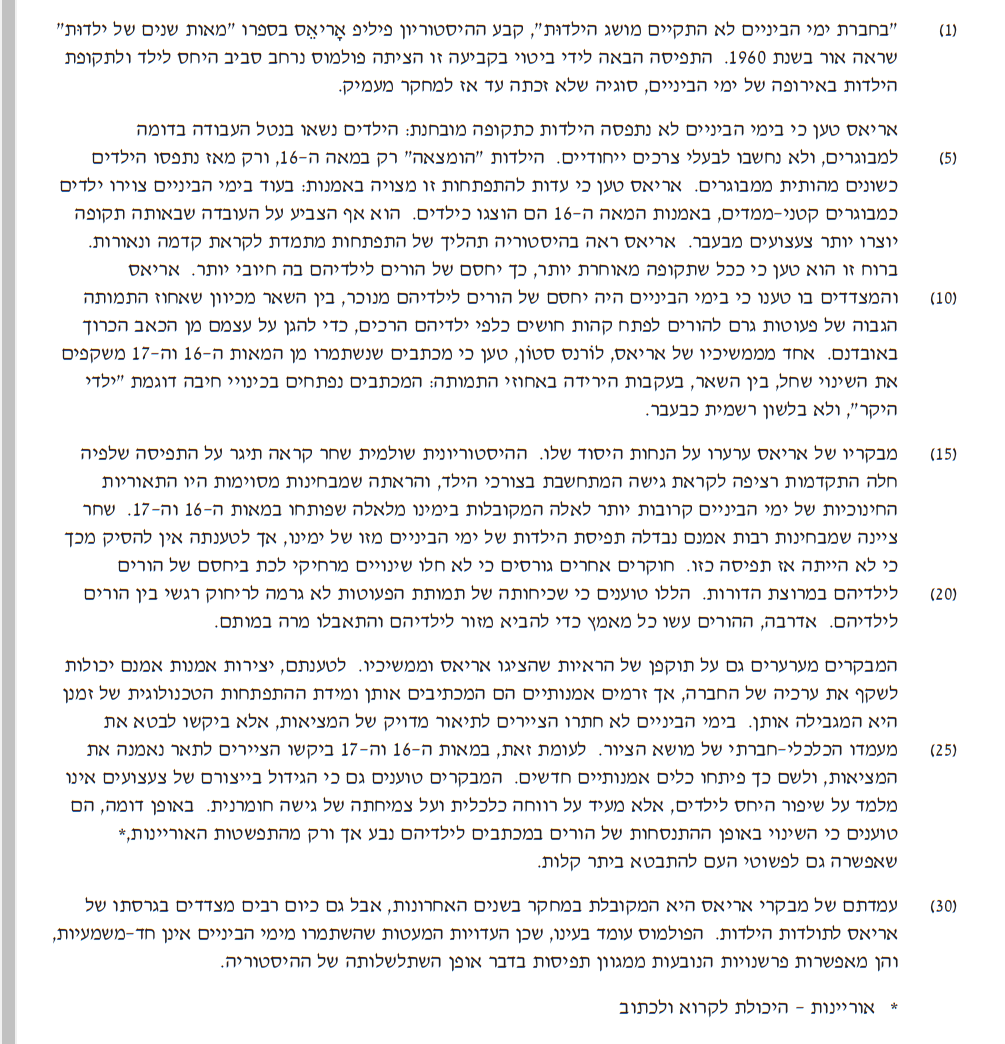 (1) "בחברת ימי הביניים לא התקיים מושג הילדוּת", קבע ההיסטוריון פיליפ אָריאֵס בספרו "מאות שנים של ילדוּת"
שראה אור בשנת 1960. התפיסה הבאה לידי ביטוי בקביעה זו הציתה פולמוס נרחב סביב היחס לילד ולתקופת
הילדות באירופה של ימי הביניים, סוגיה שלא זכתה עד אז למחקר מעמיק.
אריאס טען כי בימי הביניים לא נתפסה הילדות כתקופה מובחנת: הילדים נשאו בנטל העבודה בדומה
(5) למבוגרים, ולא נחשבו לבעלי צרכים ייחודיים. הילדות "הומצאה" רק במאה ה-16, ורק מאז נתפסו הילדים
כשונים מהותית ממבוגרים. אריאס טען כי עדות להתפתחות זו מצויה באמנות: בעוד בימי הביניים צוירו ילדים
כמבוגרים קטני-ממדים, באמנות המאה ה-16 הם הוצגו כילדים. הוא אף הצביע על העובדה שבאותה תקופה
יוצרו יותר צעצועים מבעבר. אריאס ראה בהיסטוריה תהליך של התפתחות מתמדת לקראת קדמה ונאורות.
ברוח זו הוא טען כי ככל שתקופה מאוחרת יותר, כך יחסם של הורים לילדיהם בה חיובי יותר. אריאס
(10) והמצדדים בו טענו כי בימי הביניים היה יחסם של הורים לילדיהם מנוכר, בין השאר מכיוון שאחוז התמותה
הגבוה של פעוטות גרם להורים לפתח קהות חושים כלפי ילדיהם הרכים, כדי להגן על עצמם מן הכאב הכרוך
באובדנם. אחד מממשיכיו של אריאס, לוֹרנס סטוֹן, טען כי מכתבים שנשתמרו מן המאות ה-16 וה-17 משקפים
את השינוי שחל, בין השאר, בעקבות הירידה באחוזי התמותה: המכתבים נפתחים בכינויי חיבה דוגמת "ילדי
היקר", ולא בלשון רשמית כבעבר.
(15) מבקריו של אריאס ערערו על הנחות היסוד שלו. ההיסטוריונית שולמית שחר קראה תיגר על התפיסה שלפיה
חלה התקדמות רציפה לקראת גישה המתחשבת בצורכי הילד, והראתה שמבחינות מסוימות היו התאוריות
החינוכיות של ימי הביניים קרובות יותר לאלה המקובלות בימינו מלאלה שפותחו במאות ה-16 וה-17. שחר
ציינה שמבחינות רבות אמנם נבדלה תפיסת הילדות של ימי הביניים מזו של ימינו, אך לטענתה אין להסיק מכך
כי לא הייתה אז תפיסה כזו. חוקרים אחרים גורסים כי לא חלו שינויים מרחיקי לכת ביחסם של הורים
(20) לילדיהם במרוצת הדורות. הללו טוענים כי שכיחותה של תמותת הפעוטות לא גרמה לריחוק רגשי בין הורים
לילדיהם. אדרבה, ההורים עשו כל מאמץ כדי להביא מזור לילדיהם והתאבלו מרה במותם.
המבקרים מערערים גם על תוקפן של הראיות שהציגו אריאס וממשיכיו. לטענתם, יצירות אמנות אמנם יכולות
לשקף את ערכיה של החברה, אך זרמים אמנותיים הם המכתיבים אותן ומידת ההתפתחות הטכנולוגית של זמנן
היא המגבילה אותן. בימי הביניים לא חתרו הציירים לתיאור מדויק של המציאות, אלא ביקשו לבטא את
(25) מעמדו הכלכלי-חברתי של מושא הציור. לעומת זאת, במאות ה-16 וה-17 ביקשו הציירים לתאר נאמנה את
המציאות, ולשם כך פיתחו כלים אמנותיים חדשים. המבקרים טוענים גם כי הגידול בייצורם של צעצועים אינו
מלמד על שיפור היחס לילדים, אלא מעיד על רווחה כלכלית ועל צמיחתה של גישה חומרנית. באופן דומה, הם
טוענים כי השינוי באופן ההתנסחות של הורים במכתבים לילדיהם נבע אך ורק מהתפשטות האוריינות,*
שאפשרה גם לפשוטי העם להתבטא ביתר קלות.
(30) עמדתם של מבקרי אריאס היא המקובלת במחקר בשנים האחרונות, אבל גם כיום רבים מצדדים בגרסתו של
אריאס לתולדות הילדות. הפולמוס עומד בעינו, שכן העדויות המעטות שהשתמרו מימי הביניים אינן חד-משמעיות,
והן מאפשרות פרשנויות הנובעות ממגוון תפיסות בדבר אופן השתלשלותה של ההיסטוריה.
* אוריינות - היכולת לקרוא ולכתוב